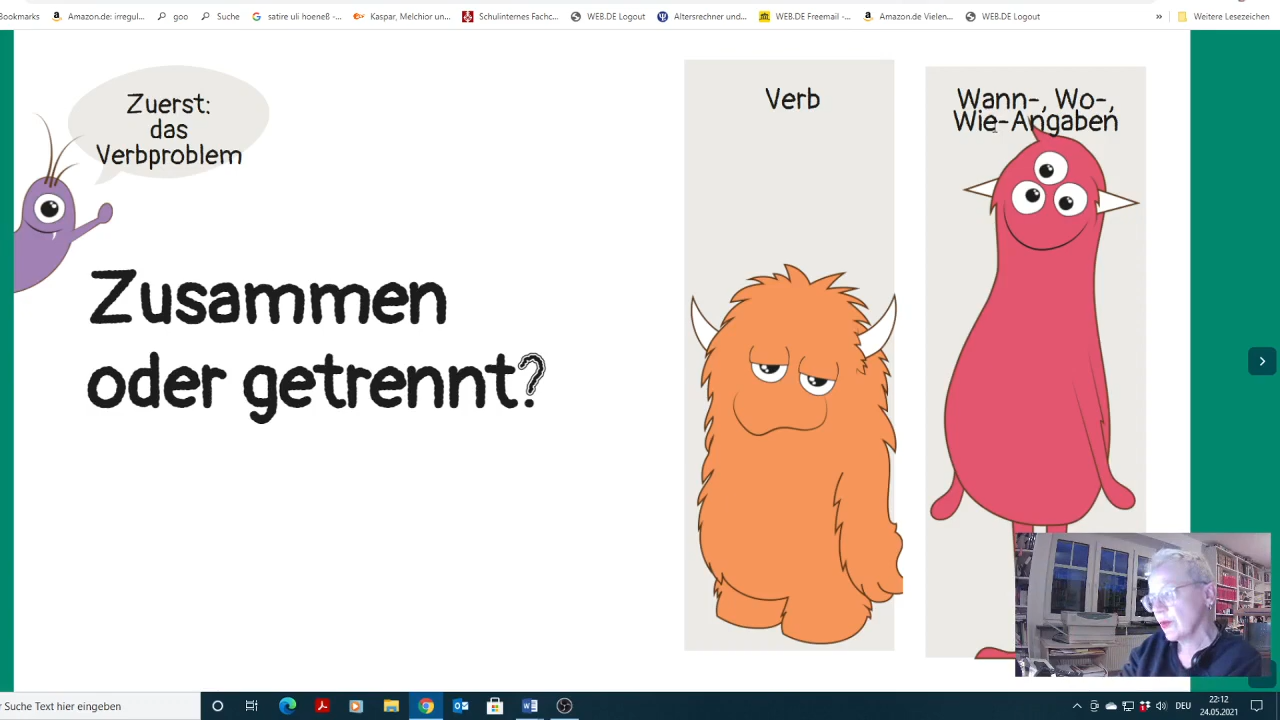 Bookmarks
Amazon.de: irregul...
goo
Suche
satire uli hoeneß -...
Kaspar, Melchior un...
Schulinternes Fachc...
WEB.DE Logout
Altersrechner und...
WEB.DE Freemail -...
Amazon.de Vielen...
WEB.DE Logout
»
Weitere Lesezeichen
Zuerst:
das
Verbproblem
Verb
Wann-, Wo-,
Wie-Angaben
Zusammen
oder getrennt?
r Suche Text hier eingeben
DEU
22:12
24.05.2021